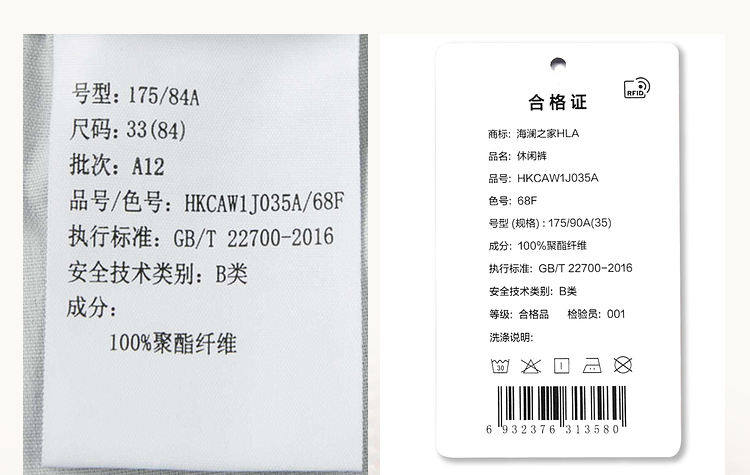 号型: 175/84A
尺码: 33(84)
批次: A12
品号/色号: HKCAW1J035A/68F
执行标准: GB/T 22700-2016
安全技术类别: B类
成分:
100%聚酯纤维
合格证
RFID
商标: 海澜之家HLA
品名: 休闲裤
品号: HKCAW1J035A
色号: 68F
号型 (规格) : 175/90A(35)
成分: 100%聚酯纤维
执行标准: GB/T 22700-2016
安全技术类别: B类
等级: 合格品 检验员: 001
洗涤说明:
30
6 932376 313580